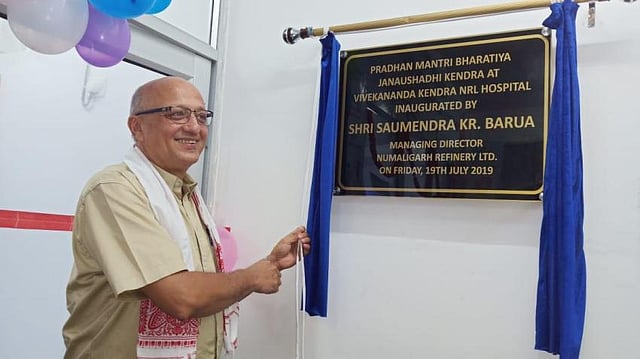 PRADHAN MANTRI BHARATIYA
JANAUSHADHI KENDRA AT
VIVEKANANDA KENDRA NRL HOSPITAL
INAUGURATED BY
SHRI SAUMENDRA KR. BARUA
MANAGING DIRECTOR
NUMALIGARH REFINERY LTD.
ON FRIDAY, 19TH JULY 2019